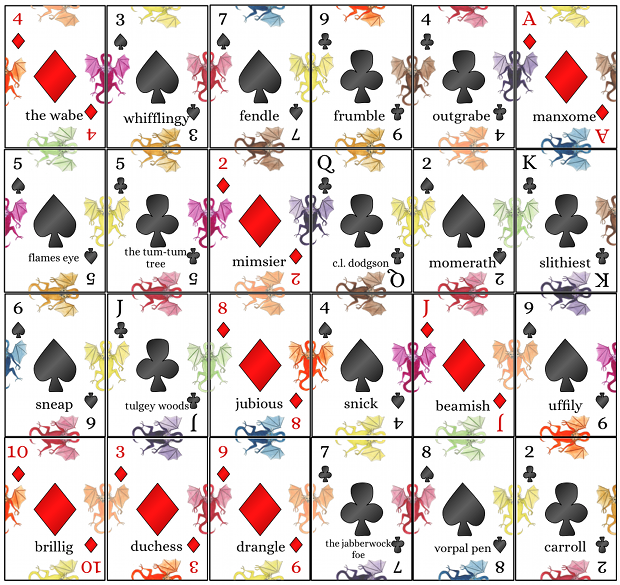 4 3 7 9 4 A
the wabe whifflingy fendle frumble outgrabe manxome
4 3 7 9 4 A
5 5 2 Q 2 K
flames eye the tum-tum tree mimsier c.l. dodgson momerath slithiest
5 5 2 Q 2 K
6 J 8 4 J 9
sneap tulgey woods jubious snick beamish uffily
6 J 8 4 J 9
10 3 9 7 8 2
brillig duchess drangle the jabberwock foe vorpal pen carroll
10 3 9 7 8 2